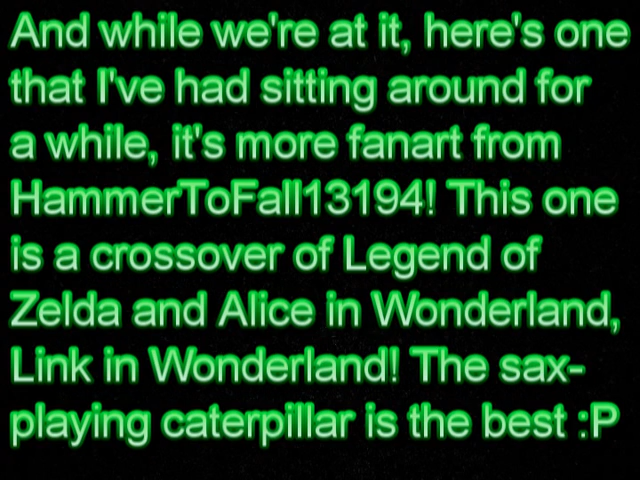 And while we're at it, here's one
that I've had sitting around for
a while, it's more fanart from
HammerToFall13194! This one
is a crossover of Legend of
Zelda and Alice in Wonderland,
Link in Wonderland! The sax-
playing caterpillar is the best :P